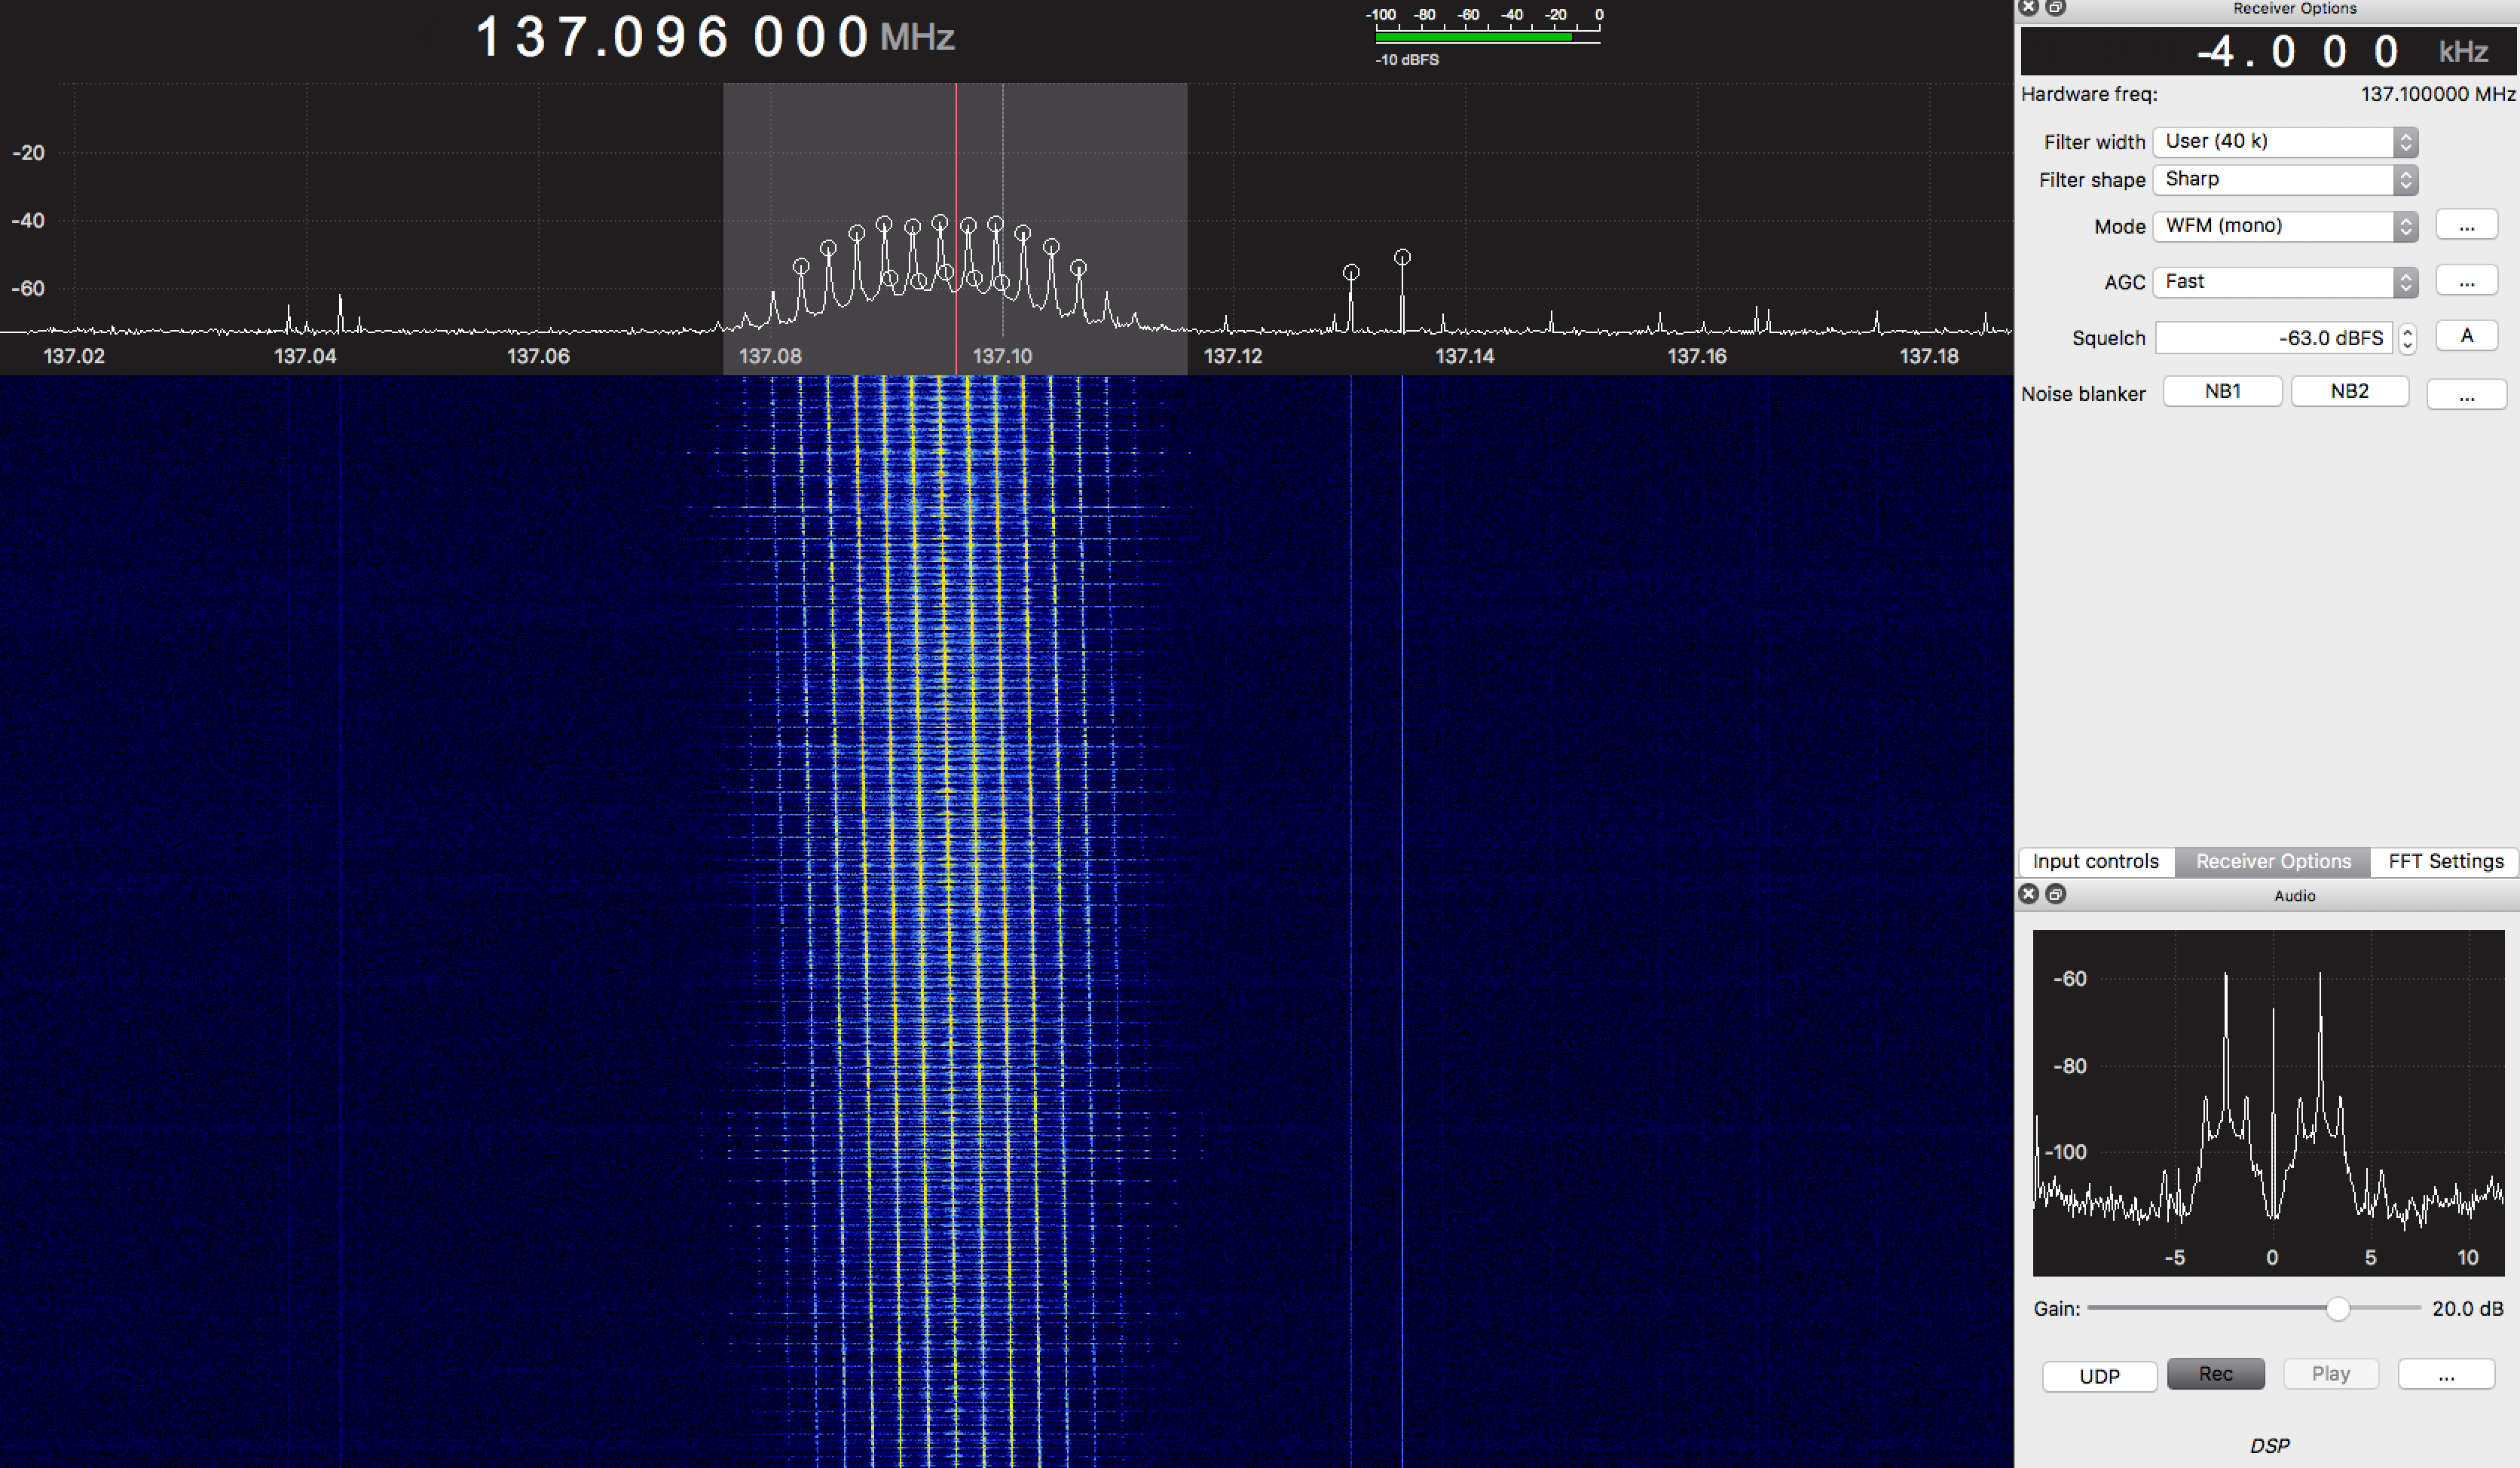 137.096 000 MHz
-100 -80 -60 -40 -20 0
-10 dBFS
-20
-40
-60
137.02 137.04 137.06 137.08 137.10 137.12 137.14 137.16 137.18
Receiver Options
-4.000 kHz
Hardware freq: 137.100000 MHz
Filter width User (40 k)
Filter shape Sharp
Mode WFM (mono) ...
AGC Fast ...
Squelch -63.0 dBFS A
Noise blanker NB1 NB2 ...
Input controls Receiver Options FFT Settings
Audio
-60
-80
-100
-5 0 5 10
Gain: 20.0 dB
UDP Rec Play ...
DSP